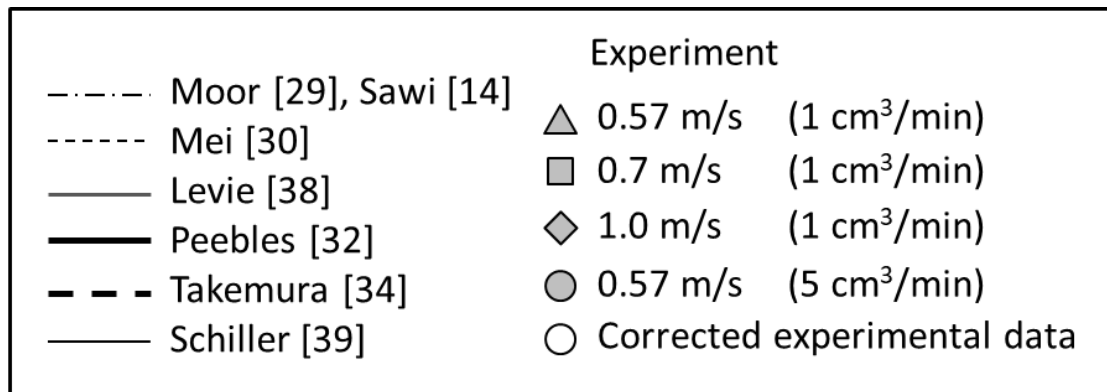 Moor [29], Sawi [14]
Mei [30]
Levie [38]
Peebles [32]
Takemura [34]
Schiller [39]
Experiment
0.57 m/s (1 cm³/min)
0.7 m/s (1 cm³/min)
1.0 m/s (1 cm³/min)
0.57 m/s (5 cm³/min)
Corrected experimental data